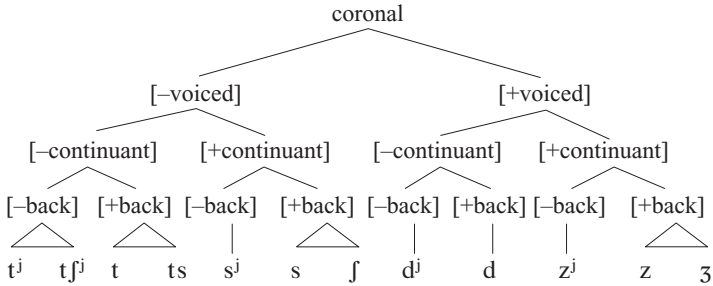 coronal
[–voiced] [+voiced]
[–continuant] [+continuant] [–continuant] [+continuant]
[–back] [+back] [–back] [+back] [–back] [+back] [–back] [+back]
tʲ tʃʲ t ts sʲ s ʃ dʲ d zʲ z ʒ